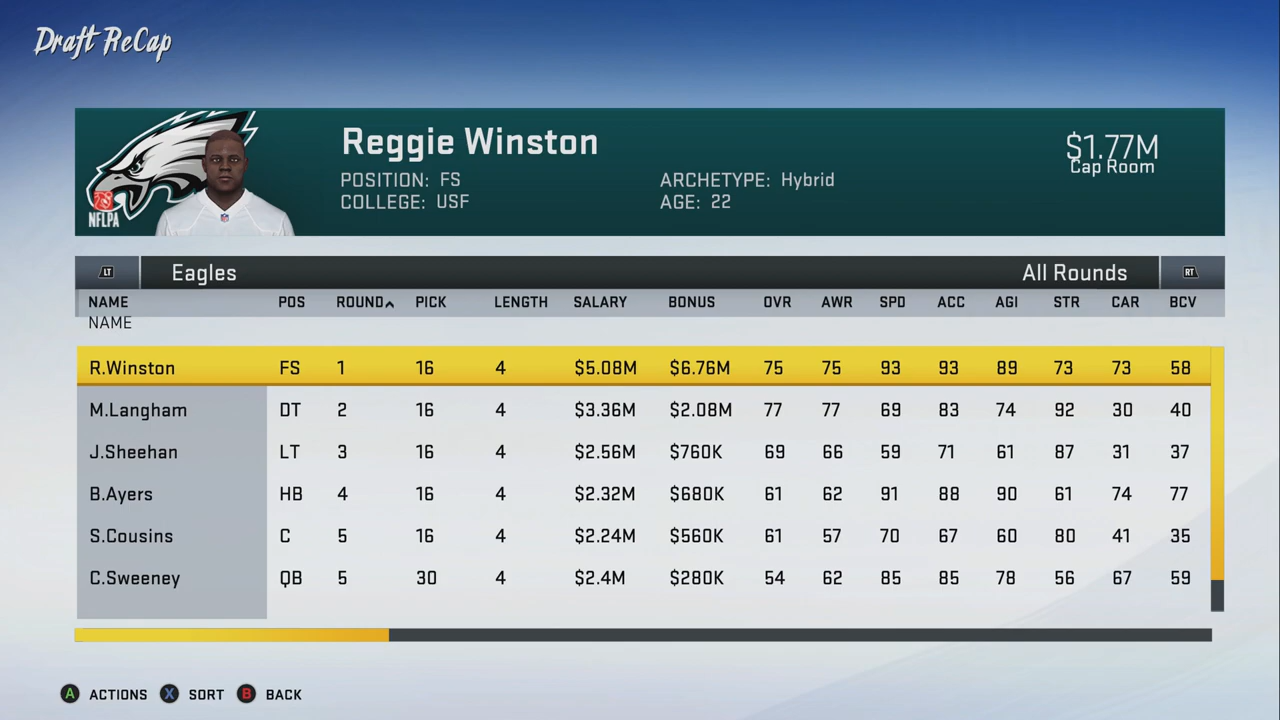 Draft ReCap
Reggie Winston
$1.77M
Cap Room
POSITION: FS
ARCHETYPE: Hybrid
COLLEGE: USF
AGE: 22
NFLPA
LT Eagles All Rounds RT
NAME POS ROUND PICK LENGTH SALARY BONUS OVR AWR SPD ACC AGI STR CAR BCV
NAME
R.Winston FS 1 16 4 $5.08M $6.76M 75 75 93 93 89 73 73 58
M.Langham DT 2 16 4 $3.36M $2.08M 77 77 69 83 74 92 30 40
J.Sheehan LT 3 16 4 $2.56M $760K 69 66 59 71 61 87 31 37
B.Ayers HB 4 16 4 $2.32M $680K 61 62 91 88 90 61 74 77
S.Cousins C 5 16 4 $2.24M $560K 61 57 70 67 60 80 41 35
C.Sweeney QB 5 30 4 $2.4M $280K 54 62 85 85 78 56 67 59
A ACTIONS X SORT B BACK